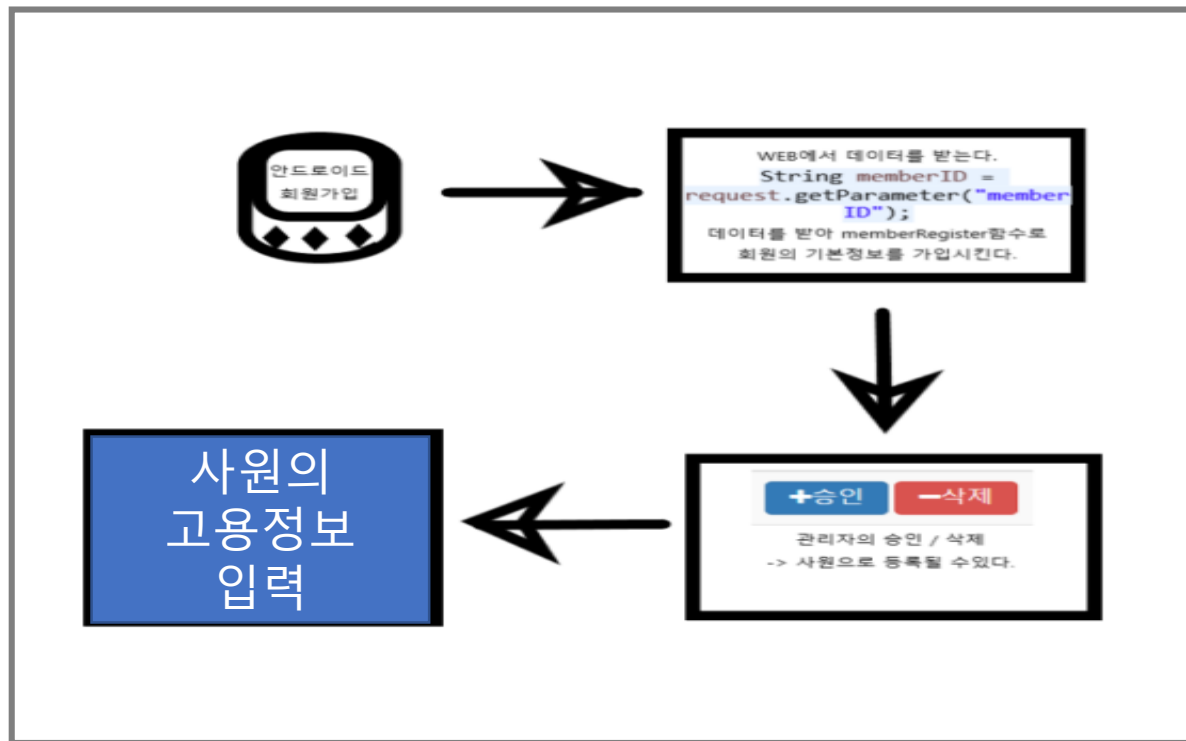 안드로이드
회원가입
WEB에서 데이터를 받는다.
String memberID =
request.getParameter("member
ID");
데이터를 받아 memberRegister함수로
회원의 기본정보를 가입시킨다.
+승인 -삭제
관리자의 승인 / 삭제
-> 사원으로 등록될 수있다.
사원의
고용정보
입력